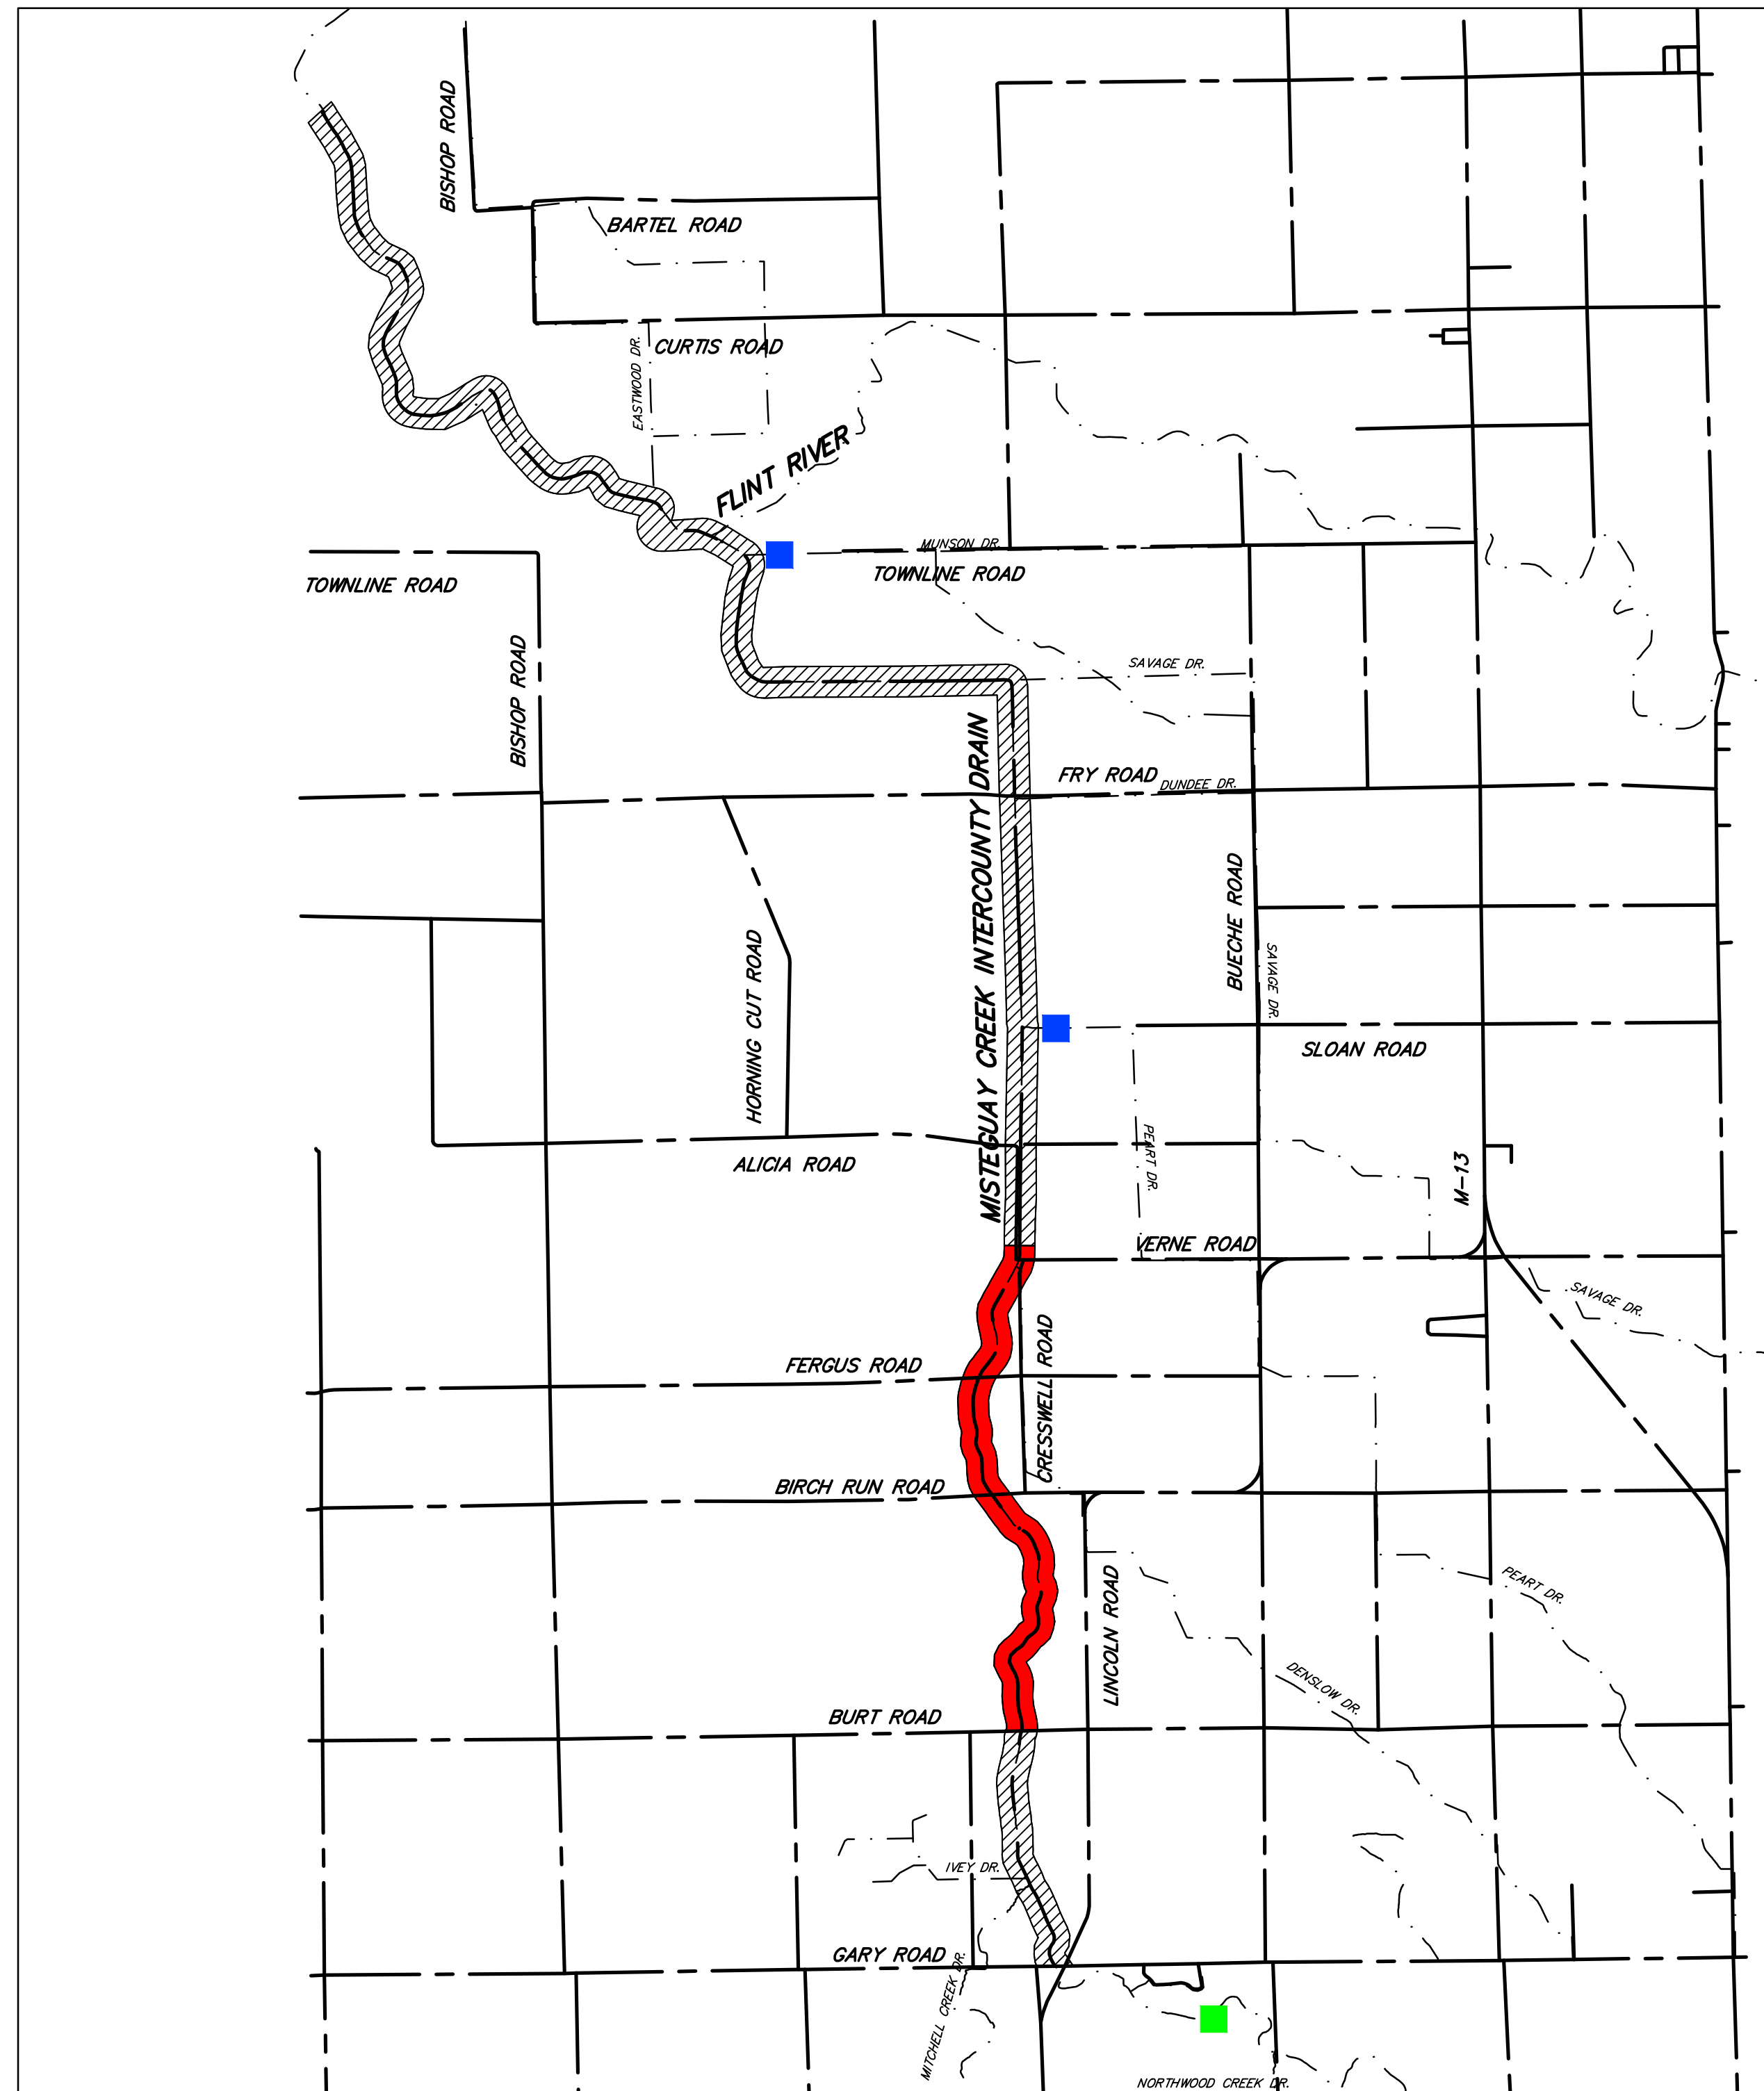 BISHOP ROAD
BARTEL ROAD
CURTIS ROAD
EASTWOOD DR.
FLINT RIVER
MUNSON DR.
TOWNLINE ROAD
TOWNLINE ROAD
BISHOP ROAD
SAVAGE DR.
FRY ROAD
DUNDEE DR.
MISTEGUAY CREEK INTERCOUNTY DRAIN
BUECHE ROAD
HORNING CUT ROAD
SAVAGE DR.
SLOAN ROAD
ALICIA ROAD
PEART DR.
M-13
VERNE ROAD
SAVAGE DR.
FERGUS ROAD
CRESSWELL ROAD
BIRCH RUN ROAD
LINCOLN ROAD
PEART DR.
DENSLOW DR.
BURT ROAD
IVEY DR.
GARY ROAD
MITCHELL CREEK DR.
NORTHWOOD CREEK DR.